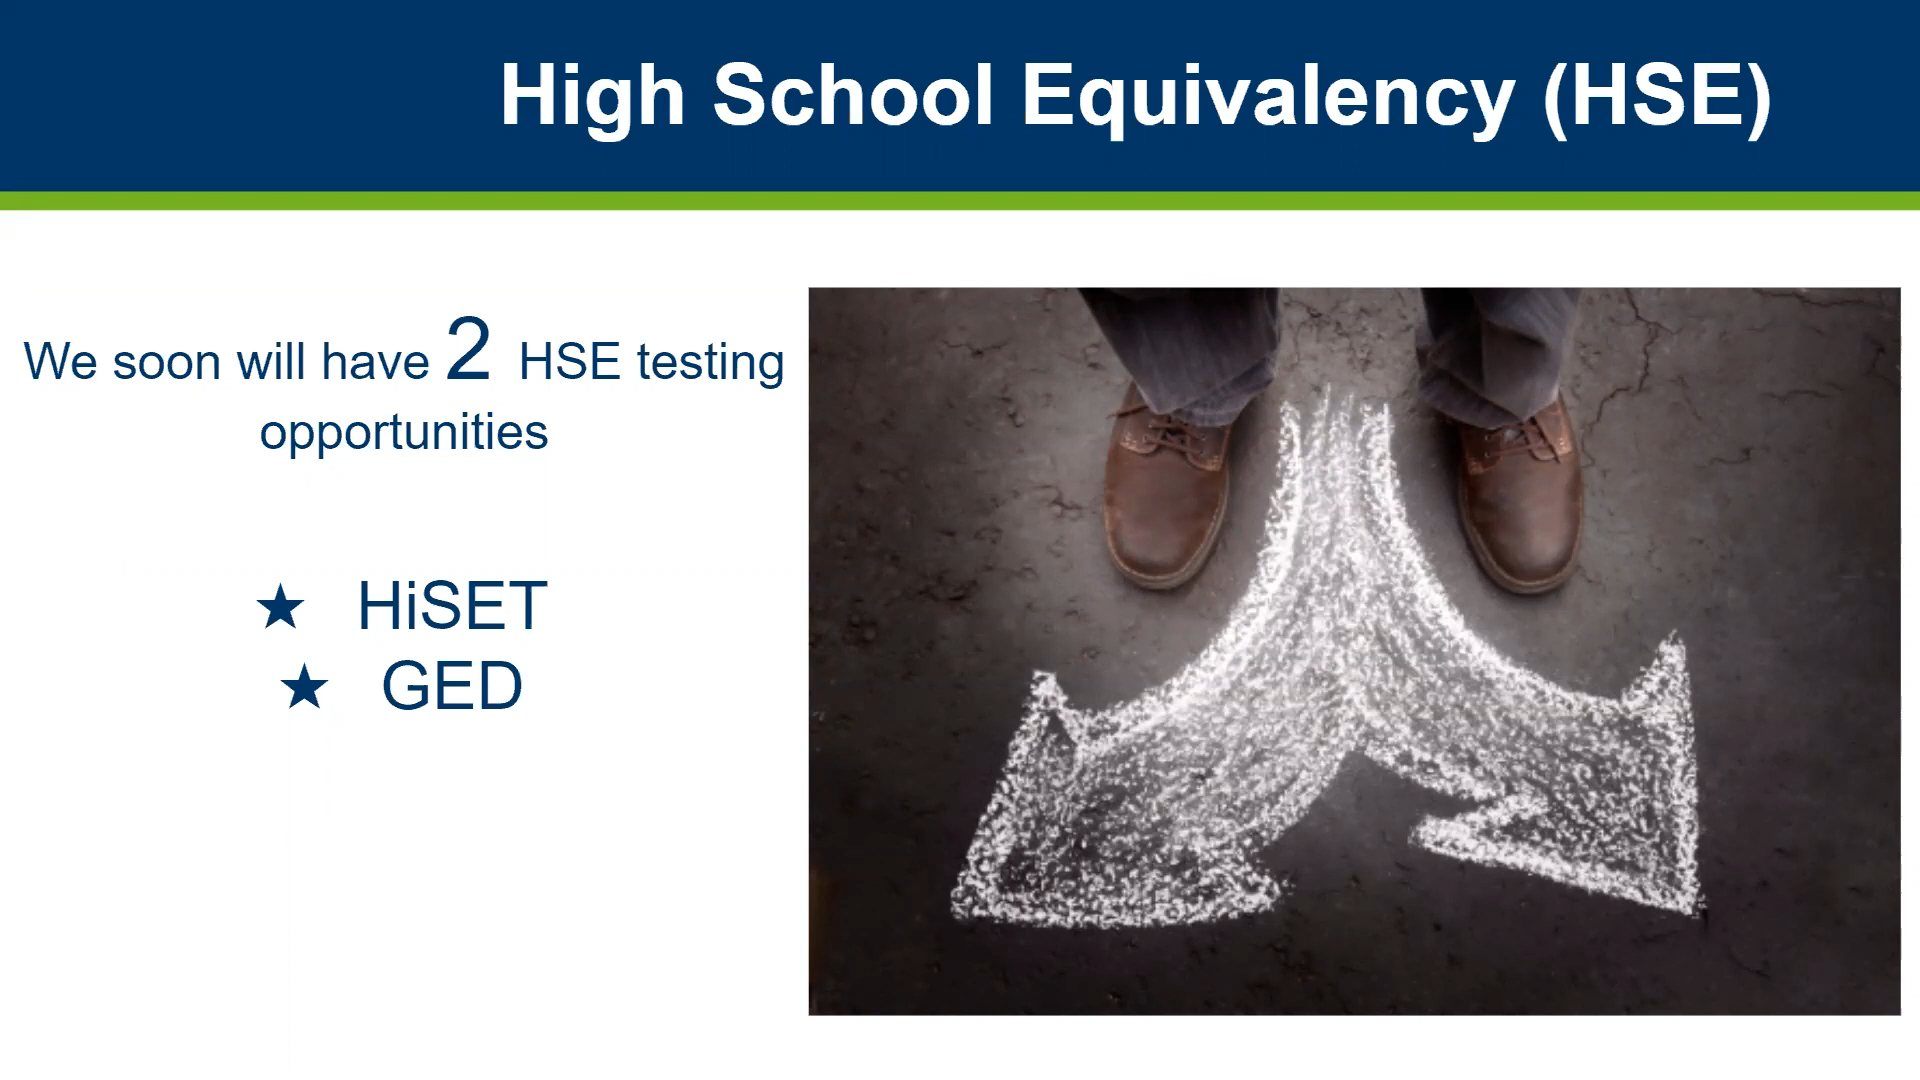 High School Equivalency (HSE)
We soon will have 2 HSE testing
opportunities
★ HiSET
★ GED